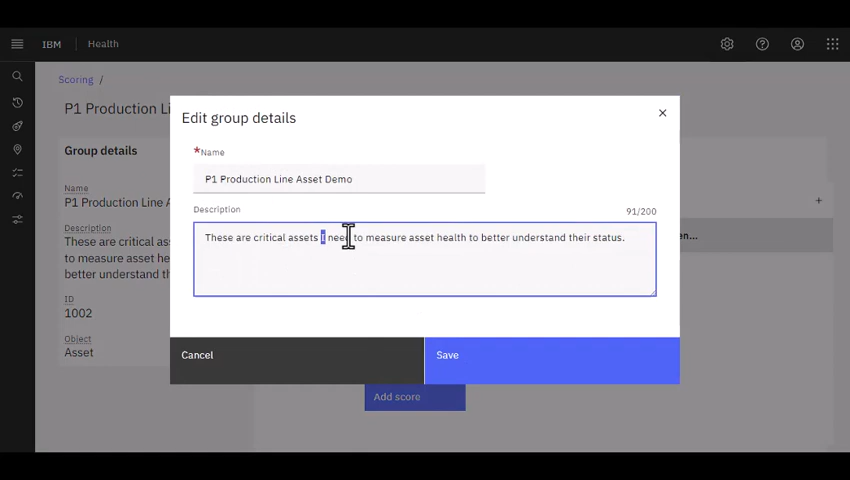 IBM Health
Scoring /
P1 Production Li
Edit group details
Group details
*Name
P1 Production Line Asset Demo
Name
P1 Production Line A
Description 91/200
Description
These are critical assets I need to measure asset health to better understand their status.
These are critical ass
to measure asset he
better understand th
en...
ID
1002
Object
Asset
Cancel Save
Add score